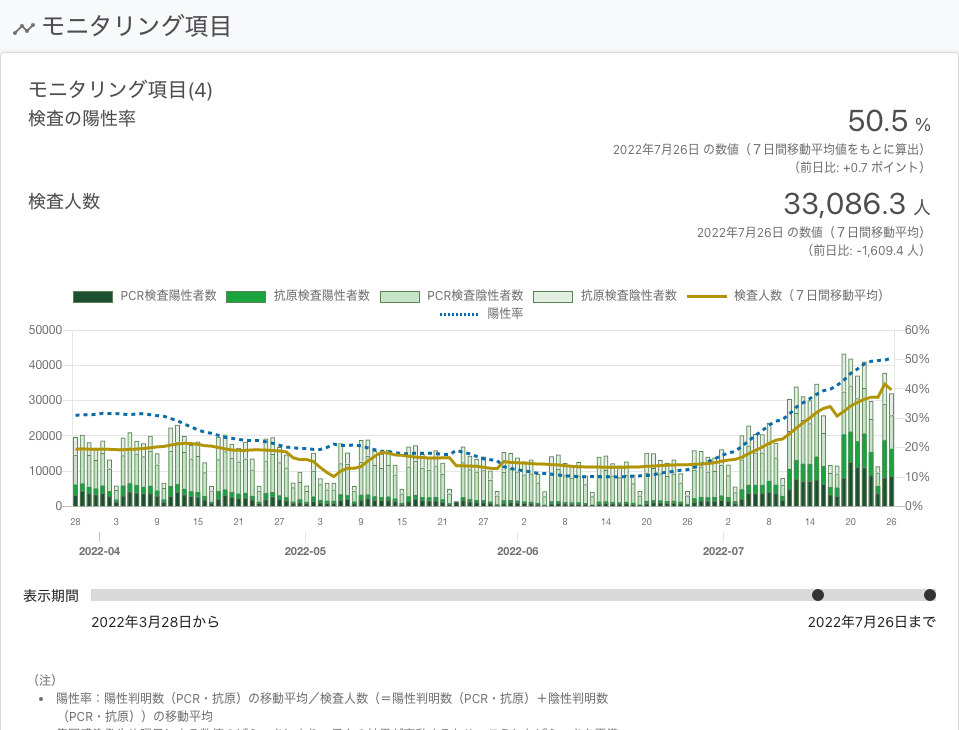 モニタリング項目
モニタリング項目(4)
検査の陽性率
50.5 %
2022年7月26日 の数値（７日間移動平均値をもとに算出）
（前日比: +0.7 ポイント）
検査人数
33,086.3 人
2022年7月26日 の数値（７日間移動平均）
（前日比: -1,609.4 人）
PCR検査陽性者数 抗原検査陽性者数 PCR検査陰性者数 抗原検査陰性者数 検査人数（７日間移動平均）
陽性率
50000 60%
40000 50%
30000 40%
20000 30%
10000 20%
0 10%
0%
28 3 9 15 21 27 3 9 15 21 27 2 8 14 20 26 2 8 14 20 26
2022-04 2022-05 2022-06 2022-07
表示期間
2022年3月28日から 2022年7月26日まで
（注）
• 陽性率：陽性判明数（PCR・抗原）の移動平均／検査人数（＝陽性判明数（PCR・抗原）＋陰性判明数
（PCR・抗原））の移動平均